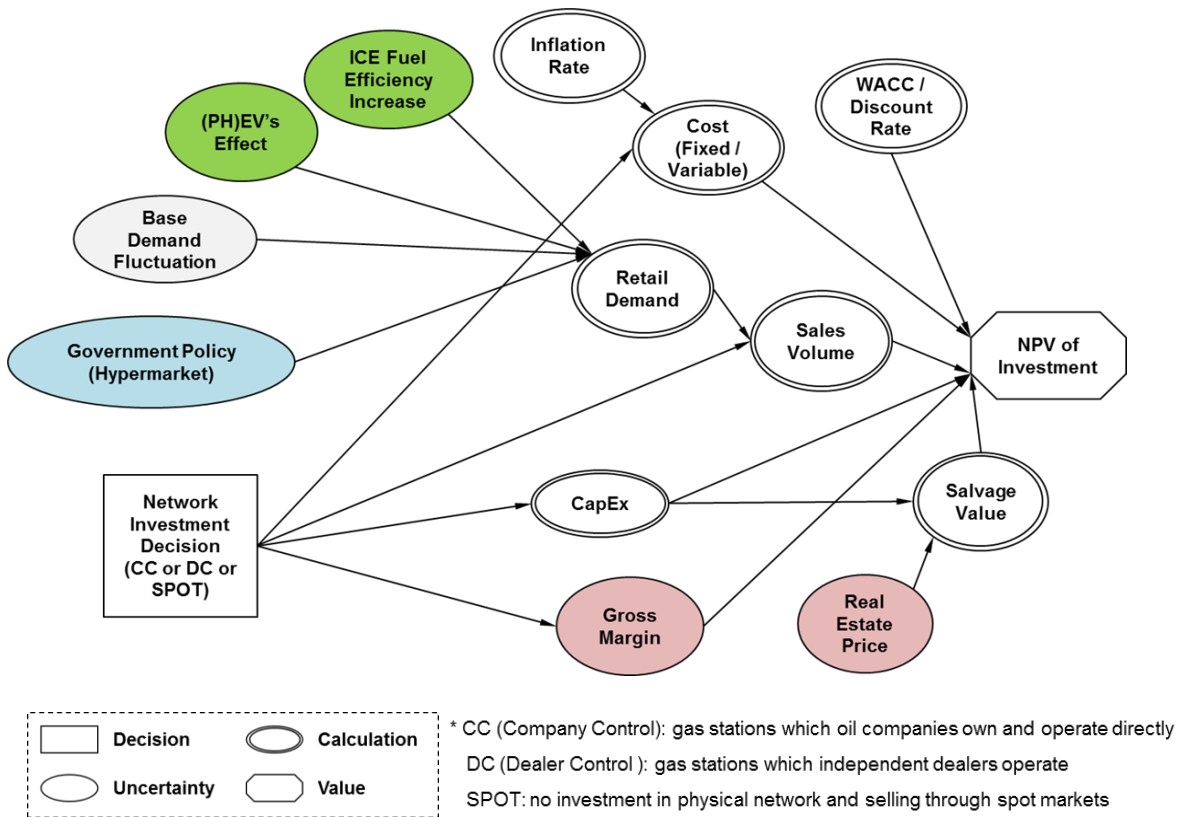 ICE Fuel
Efficiency
Increase
(PH)EV's
Effect
Base
Demand
Fluctuation
Government Policy
(Hypermarket)
Network
Investment
Decision
(CC or DC or
SPOT)
Inflation
Rate
Cost
(Fixed /
Variable)
WACC /
Discount
Rate
Retail
Demand
Sales
Volume
NPV of
Investment
CapEx
Salvage
Value
Gross
Margin
Real
Estate
Price
Decision
Calculation
Uncertainty
Value
* CC (Company Control): gas stations which oil companies own and operate directly
DC (Dealer Control ): gas stations which independent dealers operate
SPOT: no investment in physical network and selling through spot markets